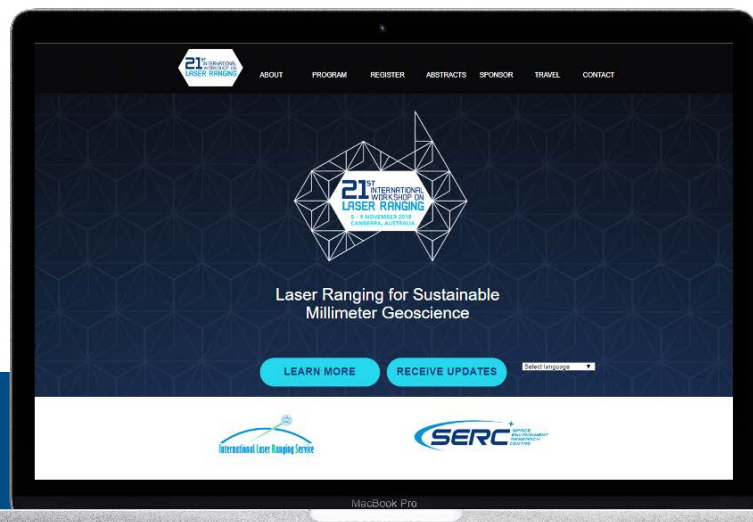 21ST INTERNATIONAL
WORKSHOP ON
LASER RANGING
ABOUT PROGRAM REGISTER ABSTRACTS SPONSOR TRAVEL CONTACT
21ST INTERNATIONAL
WORKSHOP ON
LASER RANGING
5 - 9 NOVEMBER 2018
CANBERRA, AUSTRALIA
Laser Ranging for Sustainable
Millimeter Geoscience
LEARN MORE RECEIVE UPDATES Select language
International Laser Ranging Service
SERC SPACE
ENVIRONMENT
RESEARCH
CENTRE
MacBook Pro